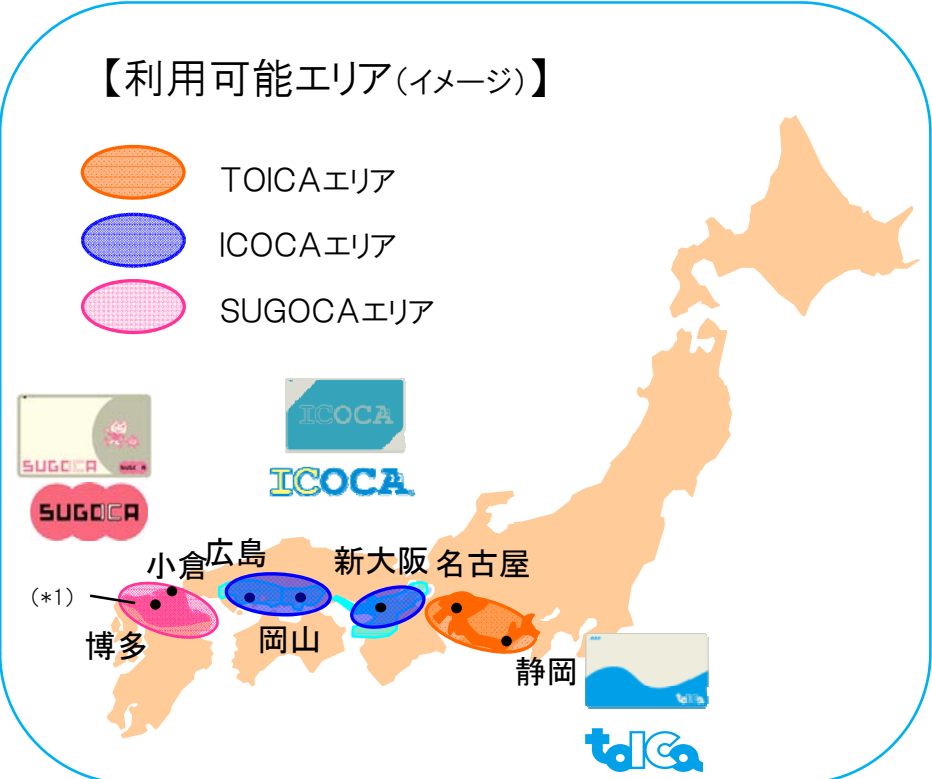 【利用可能エリア(イメージ)】
TOICAエリア
ICOCAエリア
SUGOCAエリア
ICOCA
SUGOCA
SUGOCA
ICOCA
SUGOCA
小倉
広島
新大阪
名古屋
(*1)
博多
岡山
静岡
toICa
toICa